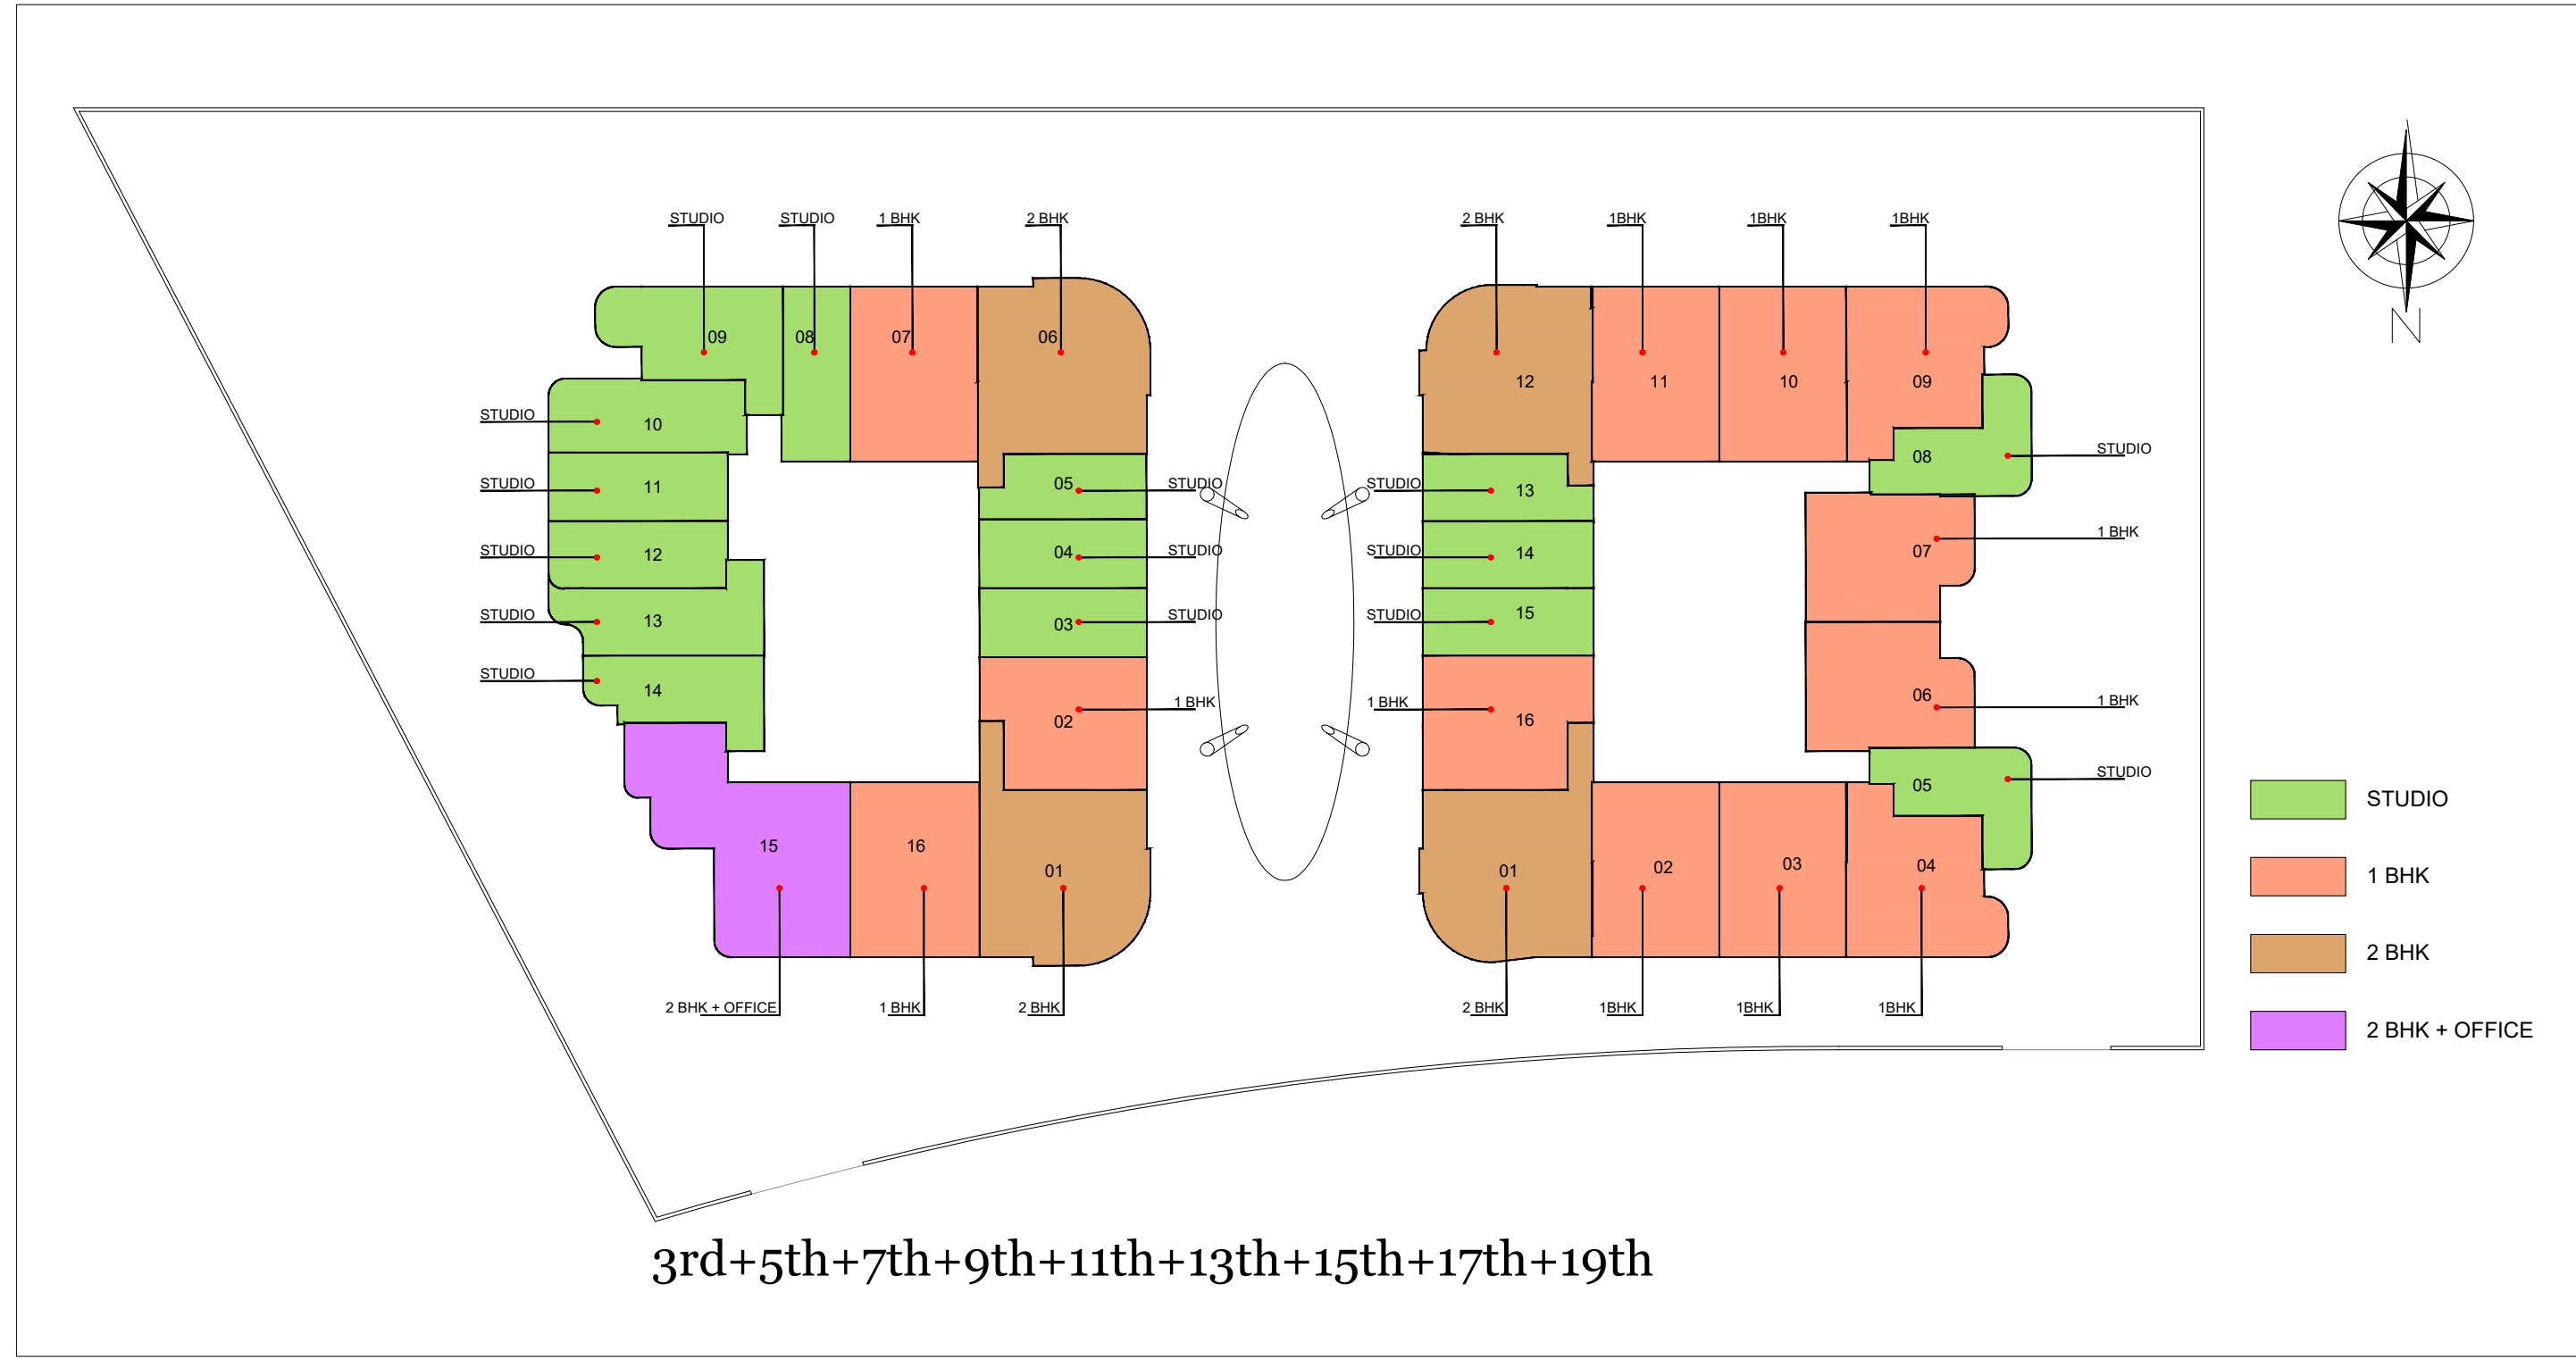 STUDIO STUDIO 1 BHK 2 BHK 2 BHK 1BHK 1BHK 1BHK
N
09 08 07 06
12 11 10 09
STUDIO 10
08 STUDIO
STUDIO 11 05 STUDIO STUDIO 13
07 1 BHK
STUDIO 12 04 STUDIO STUDIO 14
STUDIO 13 03 STUDIO STUDIO 15
STUDIO 14
06 1 BHK
02 1 BHK 1 BHK 16
05 STUDIO
STUDIO
15 16 01 01 02 03 04
1 BHK
2 BHK
2 BHK + OFFICE 1 BHK 2 BHK 2 BHK 1BHK 1BHK 1BHK
2 BHK + OFFICE
3rd+5th+7th+9th+11th+13th+15th+17th+19th